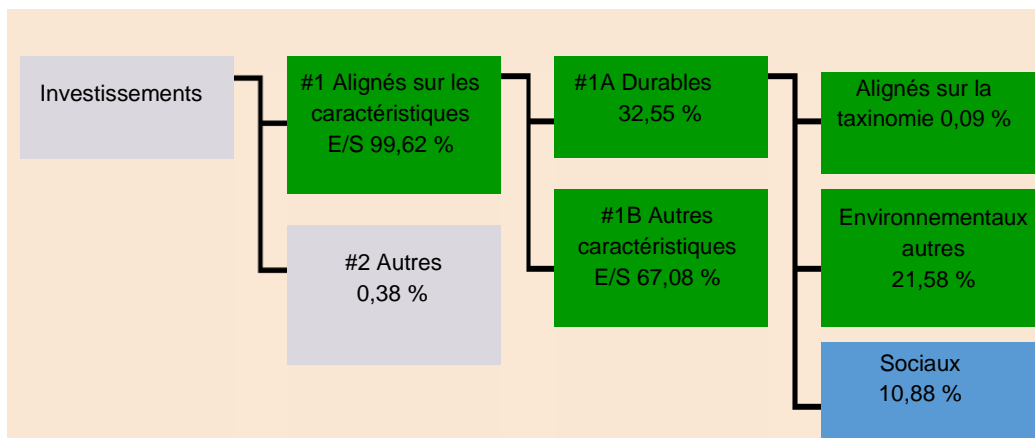 Investissements
#1 Alignés sur les
caractéristiques
E/S 99,62 %
#2 Autres
0,38 %
#1A Durables
32,55 %
#1B Autres
caractéristiques
E/S 67,08 %
Alignés sur la
taxinomie 0,09 %
Environnementaux
autres
21,58 %
Sociaux
10,88 %